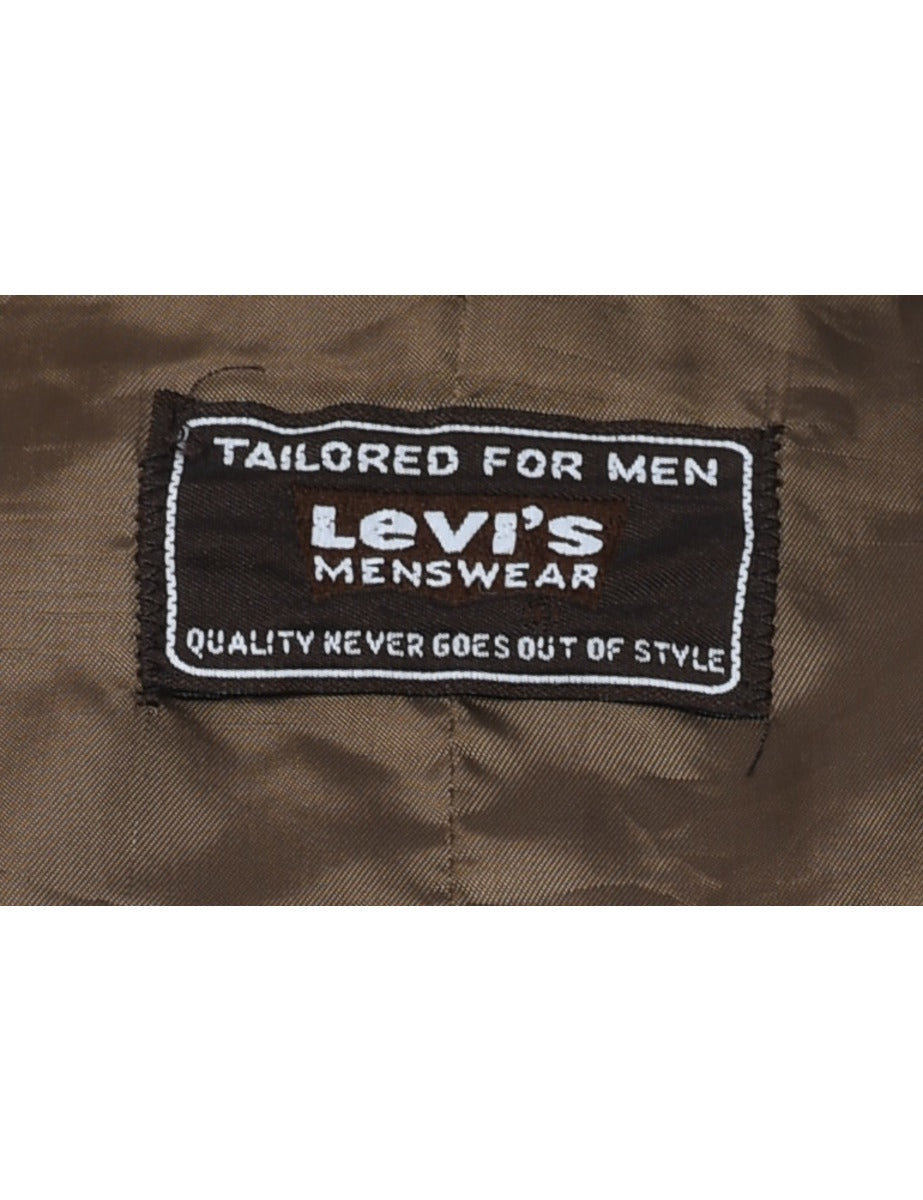 TAILORED FOR MEN
Levi's
MENSWEAR
QUALITY NEVER GOES OUT OF STYLE